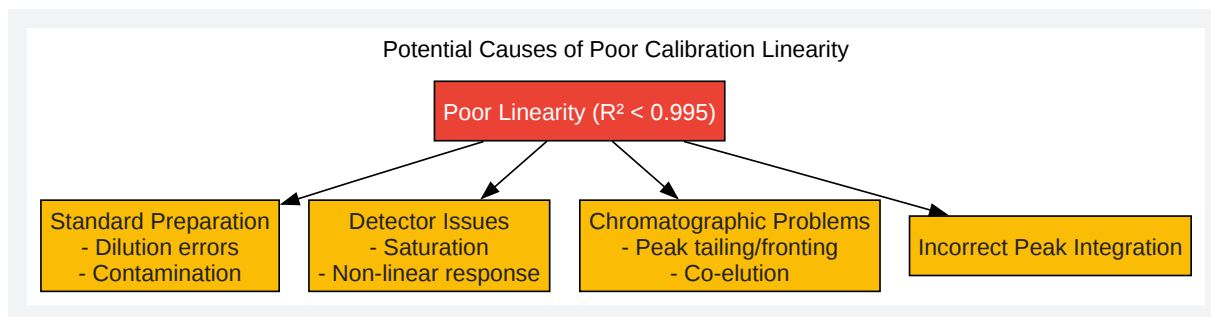 Potential Causes of Poor Calibration Linearity
Poor Linearity (R² < 0.995)
Standard Preparation
- Dilution errors
- Contamination
Detector Issues
- Saturation
- Non-linear response
Chromatographic Problems
- Peak tailing/fronting
- Co-elution
Incorrect Peak Integration